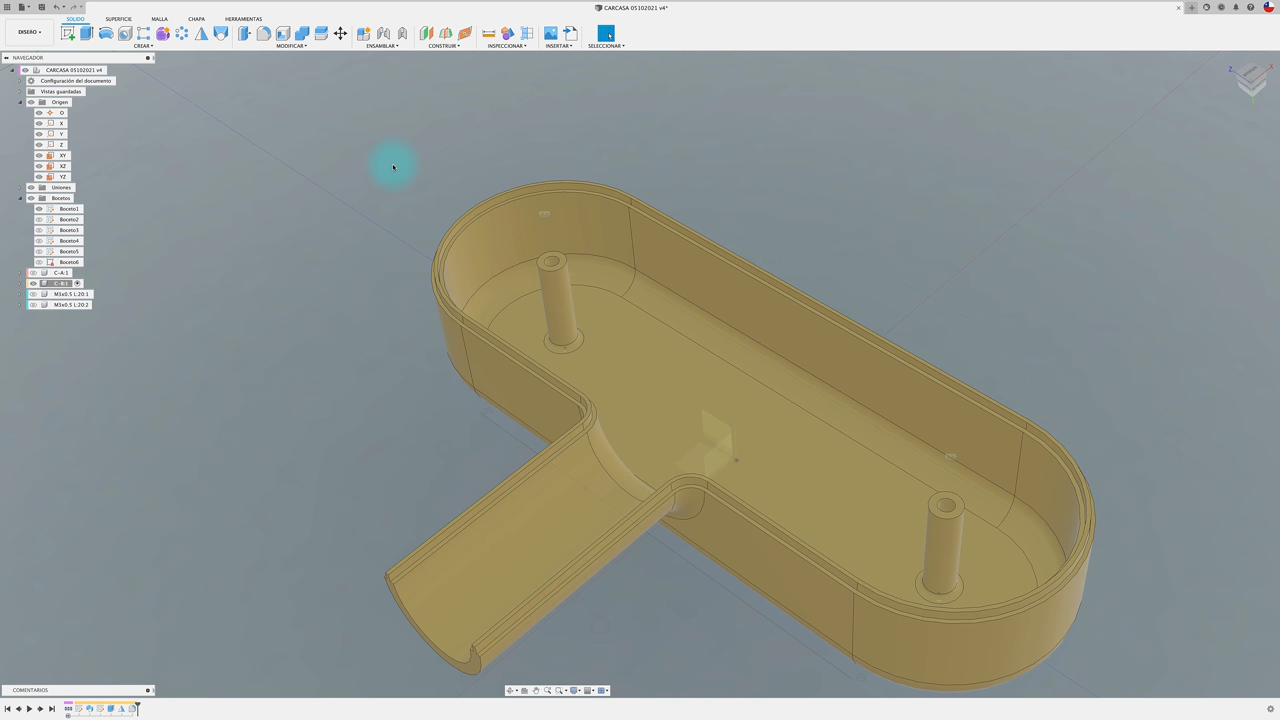 CARCASA 05102021 v4*
SÓLIDO SUPERFICIE MALLA CHAPA HERRAMIENTAS
DISEÑO
CREAR MODIFICAR ENSAMBLAR CONSTRUIR INSPECCIONAR INSERTAR SELECCIONAR
NAVEGADOR
CARCASA 05102021 v4
Configuración del documento
Vistas guardadas
Origen
O
X
Y
Z
XY
XZ
YZ
Uniones
Bocetos
Boceto1
Boceto2
Boceto3
Boceto4
Boceto5
Boceto6
C-A:1
C-B:1
M3x0.5 L:20:1
M3x0.5 L:20:2
Z
X
COMENTARIOS